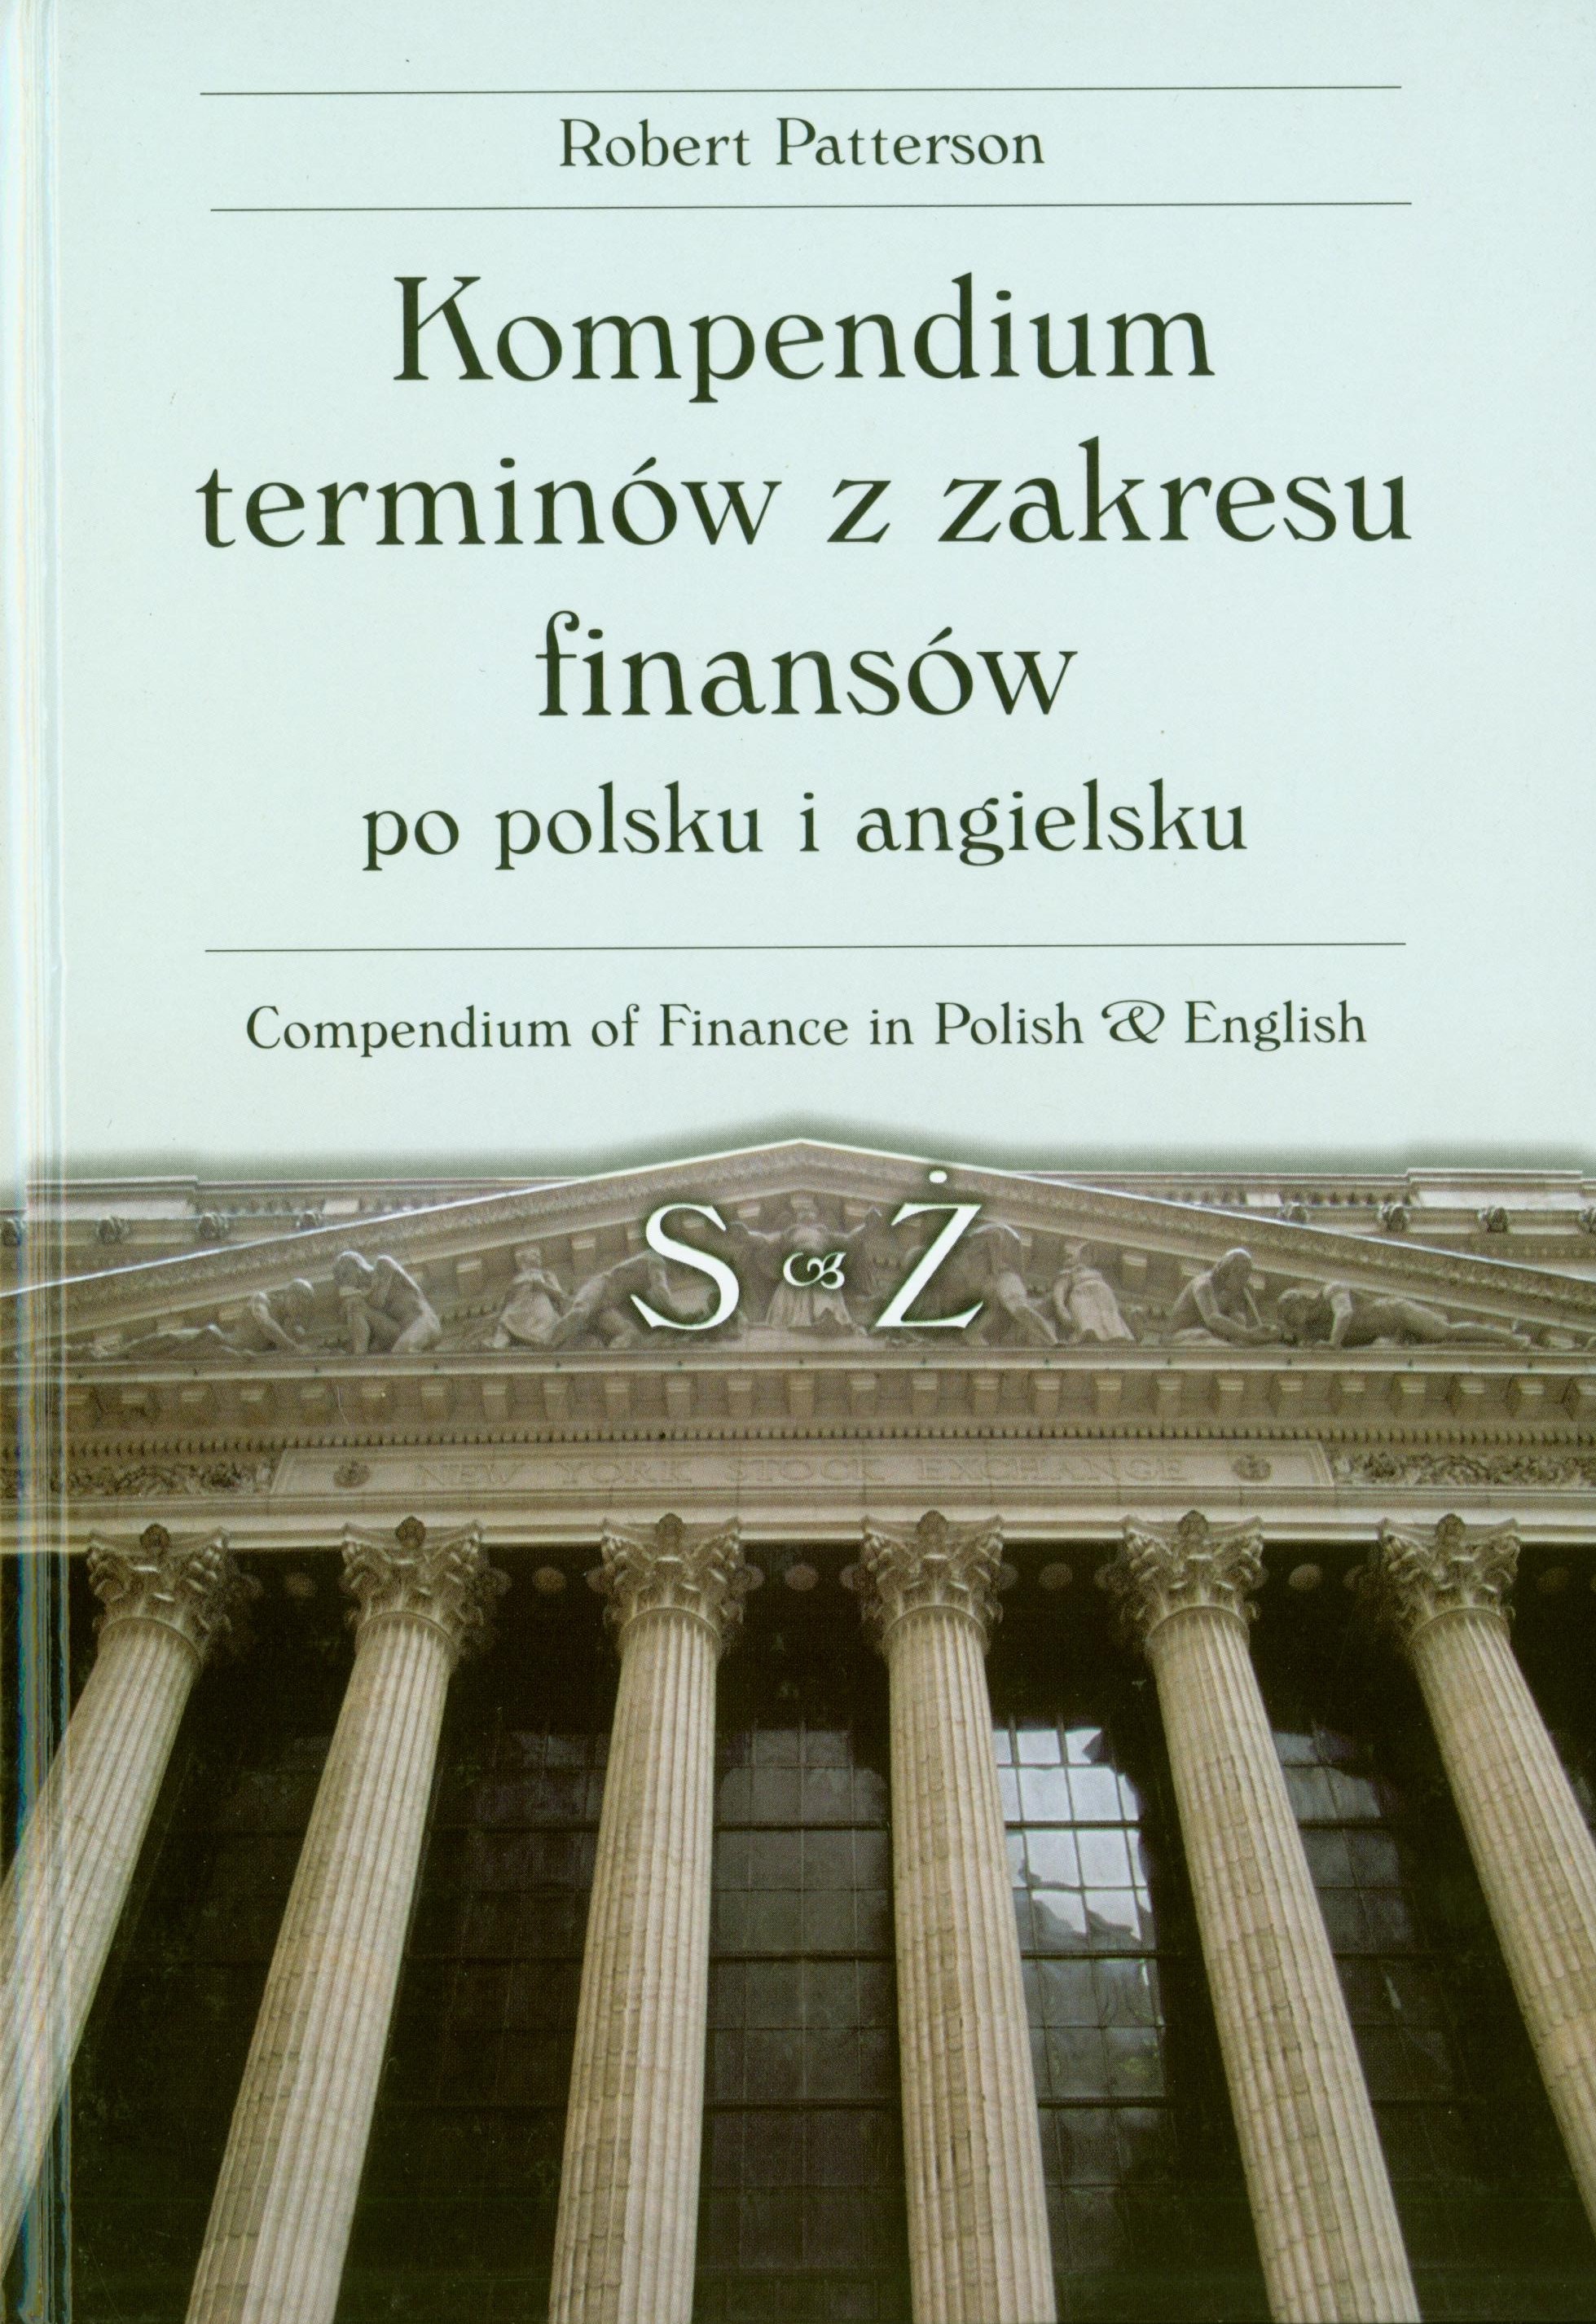 Robert Patterson
Kompendium
terminów z zakresu
finansów
po polsku i angielsku
Compendium of Finance in Polish & English
S Ż
NEW YORK STOCK EXCHANGE